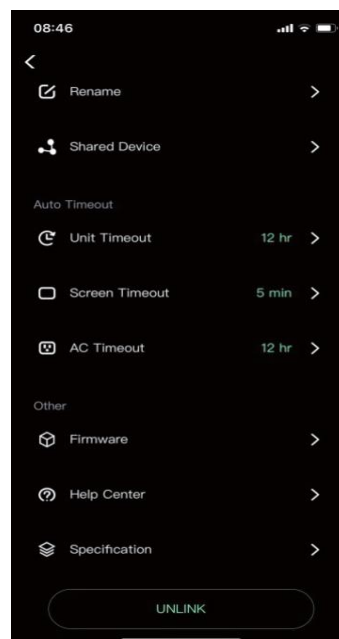 08:46
Rename
Shared Device
Auto Timeout
Unit Timeout 12 hr
Screen Timeout 5 min
AC Timeout 12 hr
Other
Firmware
Help Center
Specification
UNLINK